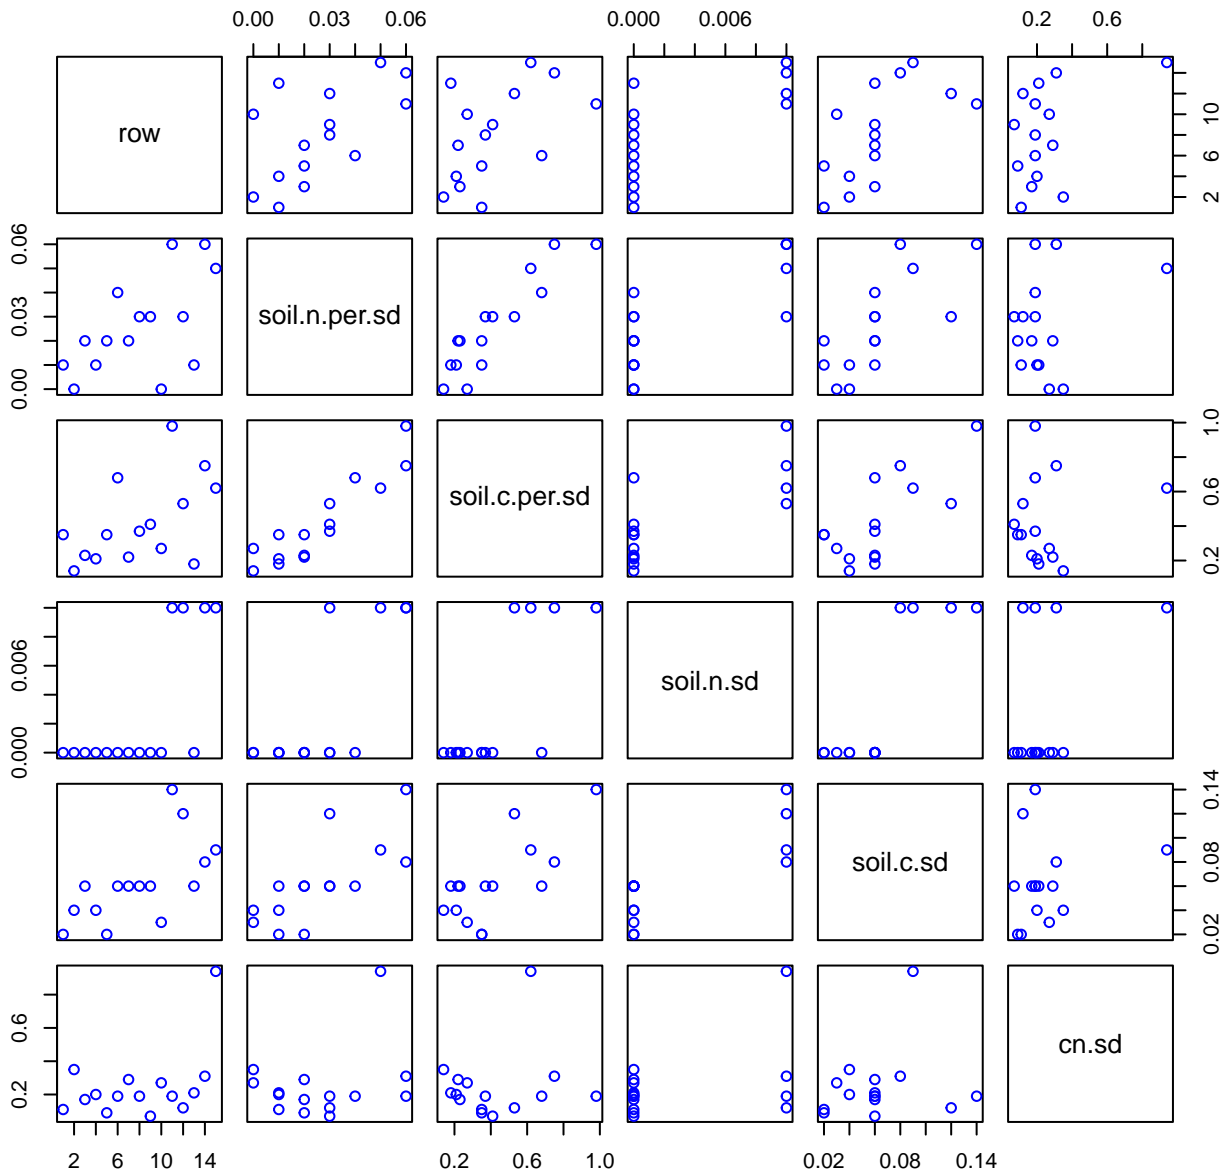 0.00 0.03 0.06 0.000 0.006 0.2 0.6
row 2 6 10
0.00 0.03 0.06 soil.n.per.sd
soil.c.per.sd 0.2 0.6 1.0
0.000 0.006 soil.n.sd
soil.c.sd 0.02 0.08 0.14
0.2 0.6 cn.sd
2 6 10 14 0.2 0.6 1.0 0.02 0.08 0.14